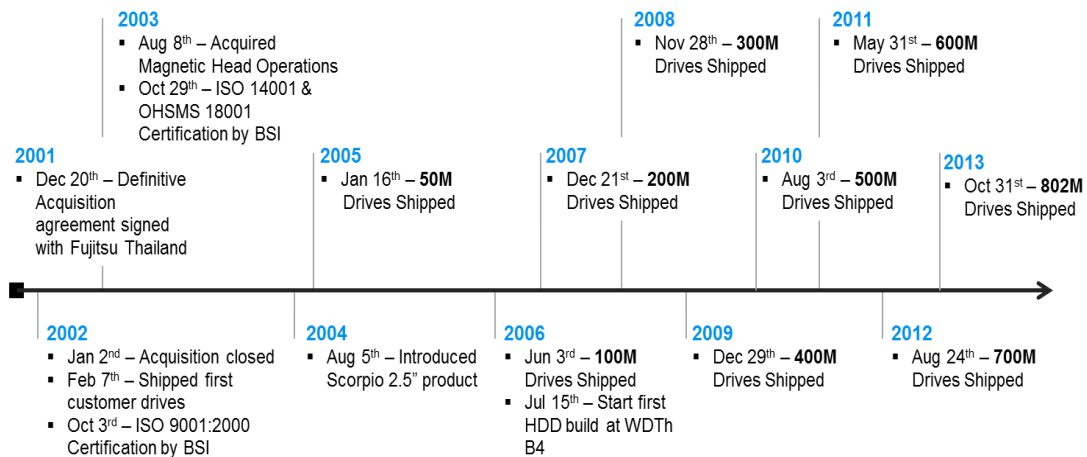 2003
▪ Aug 8th – Acquired
Magnetic Head Operations
▪ Oct 29th – ISO 14001 &
OHSMS 18001
Certification by BSI
2008
▪ Nov 28th – 300M
Drives Shipped
2011
▪ May 31st – 600M
Drives Shipped
2001
▪ Dec 20th – Definitive
Acquisition
agreement signed
with Fujitsu Thailand
2005
▪ Jan 16th – 50M
Drives Shipped
2007
▪ Dec 21st – 200M
Drives Shipped
2010
▪ Aug 3rd – 500M
Drives Shipped
2013
▪ Oct 31st – 802M
Drives Shipped
2002
▪ Jan 2nd – Acquisition closed
▪ Feb 7th – Shipped first
customer drives
▪ Oct 3rd – ISO 9001:2000
Certification by BSI
2004
▪ Aug 5th – Introduced
Scorpio 2.5” product
2006
▪ Jun 3rd – 100M
Drives Shipped
▪ Jul 15th – Start first
HDD build at WDTh
B4
2009
▪ Dec 29th – 400M
Drives Shipped
2012
▪ Aug 24th – 700M
Drives Shipped